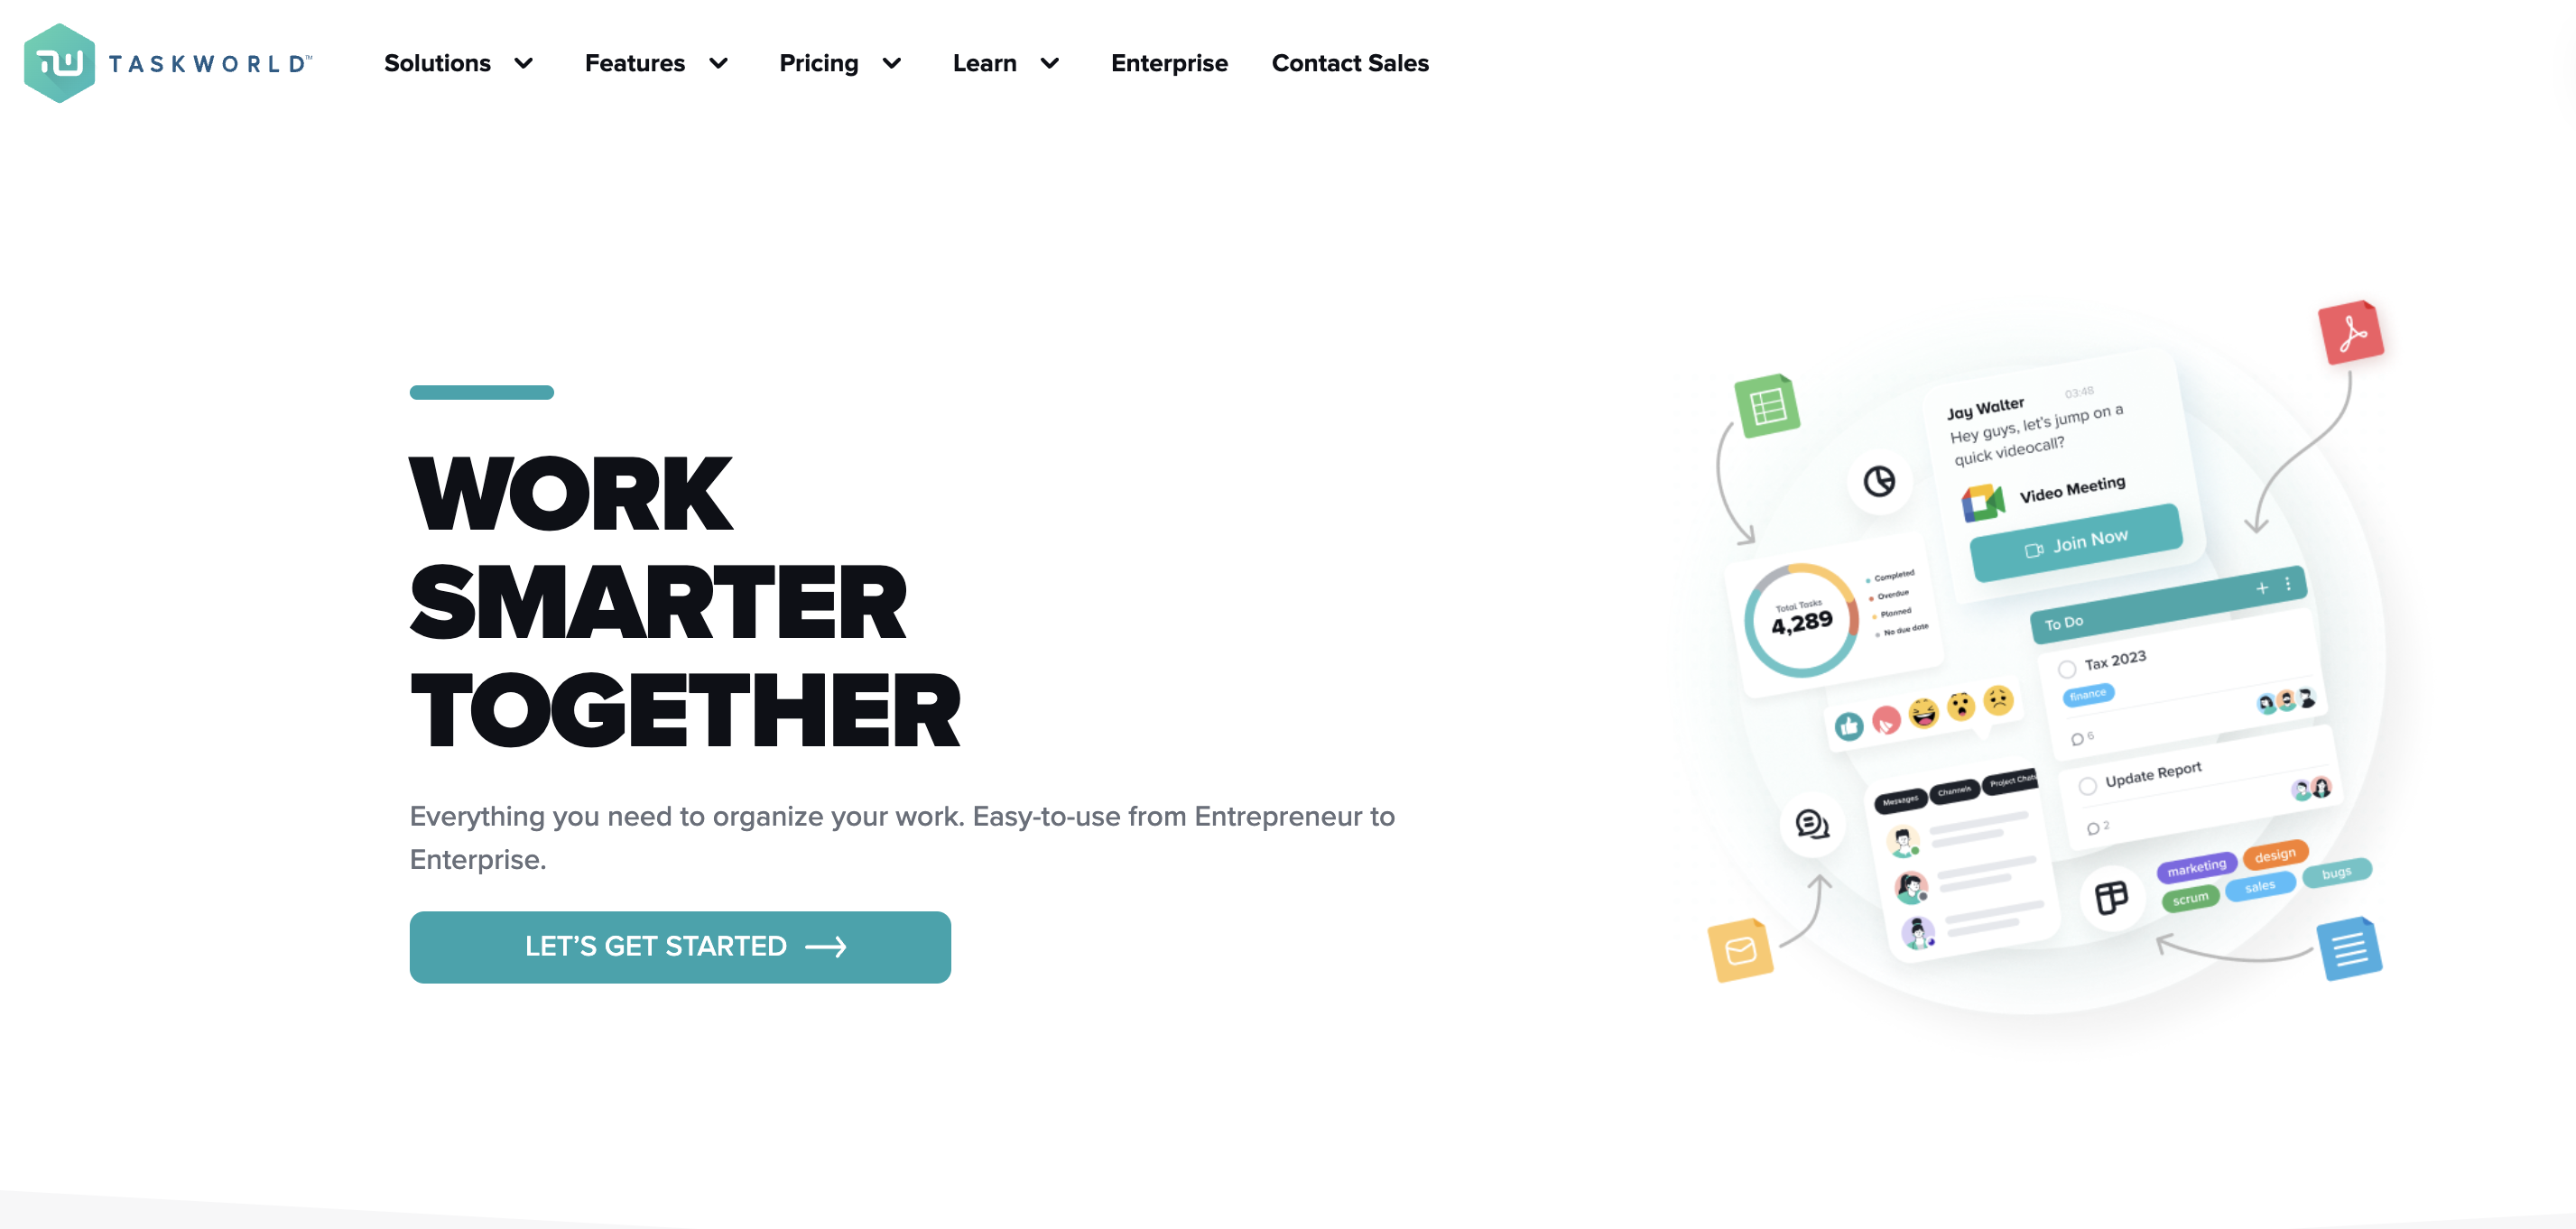 TASKWORLD™
Solutions
Features
Pricing
Learn
Enterprise
Contact Sales
WORK
SMARTER
TOGETHER
Everything you need to organize your work. Easy-to-use from Entrepreneur to
Enterprise.
LET’S GET STARTED
Jay Walter
03:48
Hey guys, let's jump on a
quick videocall?
Video Meeting
Join Now
Total Tasks
4,289
Completed
Overdue
Planned
No due date
To Do
Tax 2023
finance
6
Update Report
2
Messages
Channels
Project Chats
marketing
design
scrum
sales
bugs